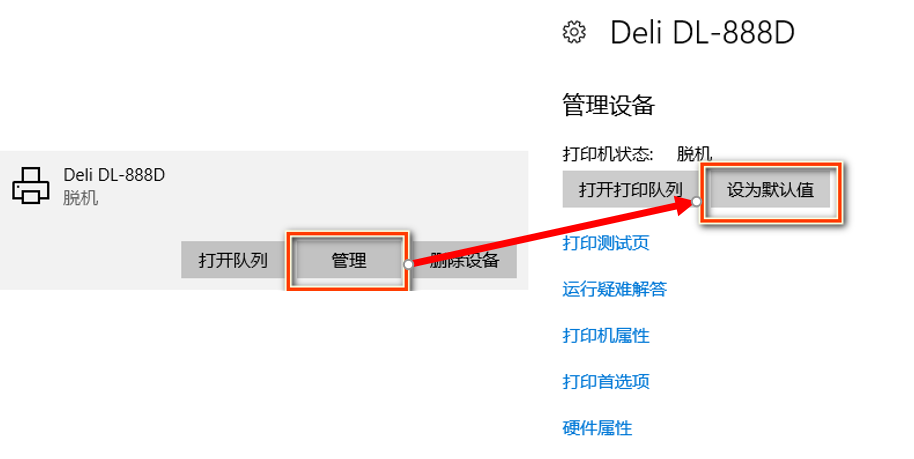 Deli DL-888D
脱机
打开队列
管理
删除设备
Deli DL-888D
管理设备
打印机状态: 脱机
打开打印队列
设为默认值
打印测试页
运行疑难解答
打印机属性
打印首选项
硬件属性